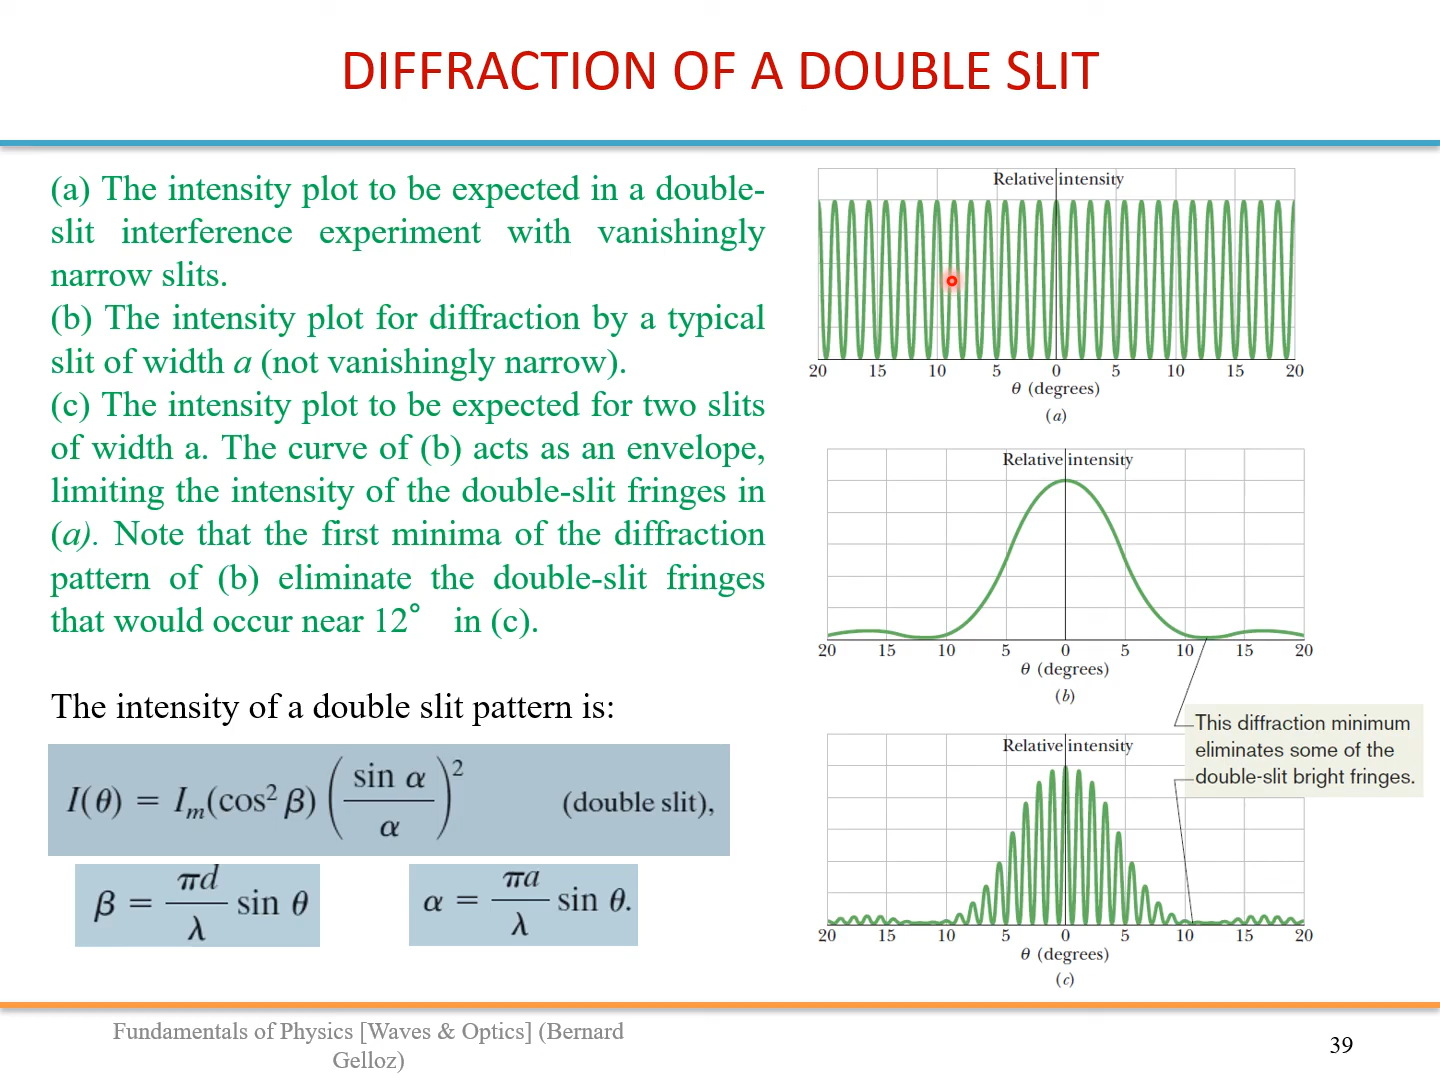 DIFFRACTION OF A DOUBLE SLIT
(a) The intensity plot to be expected in a double-
slit interference experiment with vanishingly
narrow slits.
(b) The intensity plot for diffraction by a typical
slit of width a (not vanishingly narrow).
(c) The intensity plot to be expected for two slits
of width a. The curve of (b) acts as an envelope,
limiting the intensity of the double-slit fringes in
(a). Note that the first minima of the diffraction
pattern of (b) eliminate the double-slit fringes
that would occur near 12° in (c).
The intensity of a double slit pattern is:
I(θ) = Iₘ(cos² β) (sin α / α)² (double slit),
β = πd/λ sin θ
α = πa/λ sin θ.
Relative intensity
20 15 10 5 0 5 10 15 20
θ (degrees)
(a)
Relative intensity
20 15 10 5 0 5 10 15 20
θ (degrees)
(b)
This diffraction minimum
eliminates some of the
double-slit bright fringes.
Relative intensity
20 15 10 5 0 5 10 15 20
θ (degrees)
(c)
Fundamentals of Physics [Waves & Optics] (Bernard
Gelloz)
39